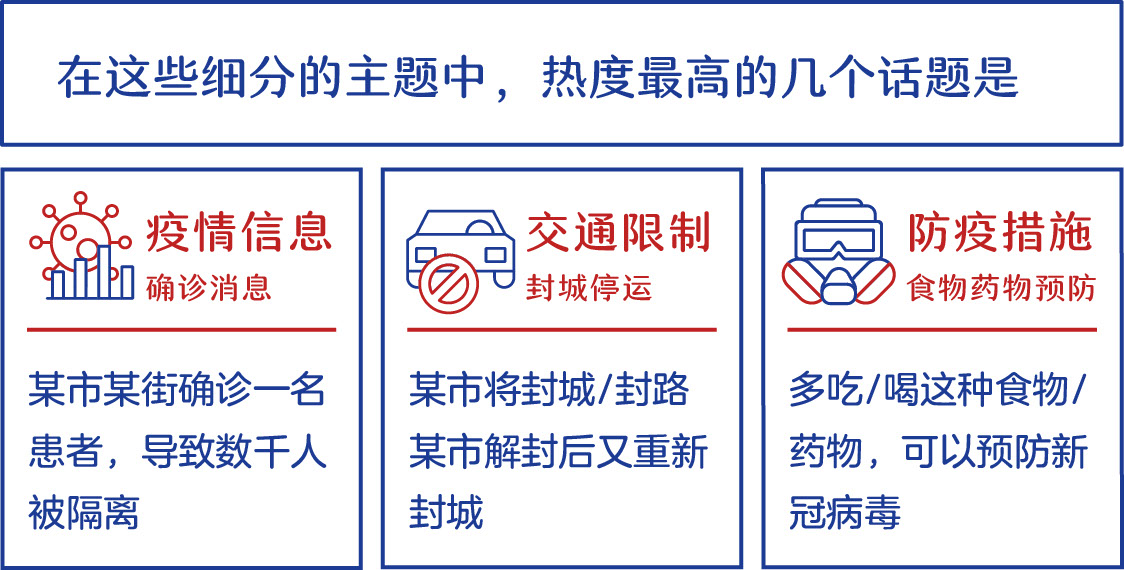 在这些细分的主题中，热度最高的几个话题是
疫情信息
确诊消息
某市某街确诊一名
患者，导致数千人
被隔离
交通限制
封城停运
某市将封城/封路
某市解封后又重新
封城
防疫措施
食物药物预防
多吃/喝这种食物/
药物，可以预防新
冠病毒